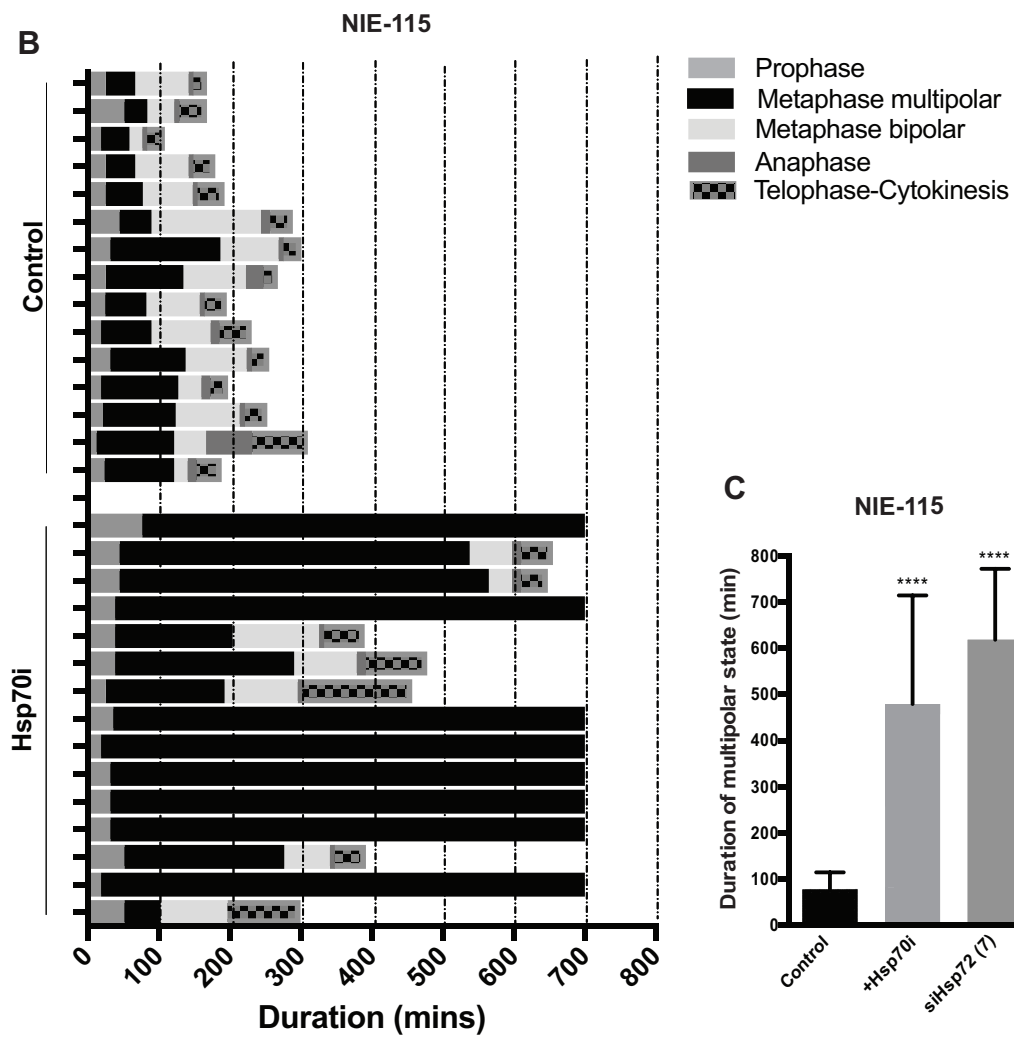 B
NIE-115
Prophase
Metaphase multipolar
Metaphase bipolar
Anaphase
Telophase-Cytokinesis
Control
Hsp70i
0
100
200
300
400
500
600
700
800
Duration (mins)
C
NIE-115
Duration of multipolar state (min)
800
700
600
500
400
300
200
100
0
****
****
Control
+Hsp70i
siHsp72 (7)